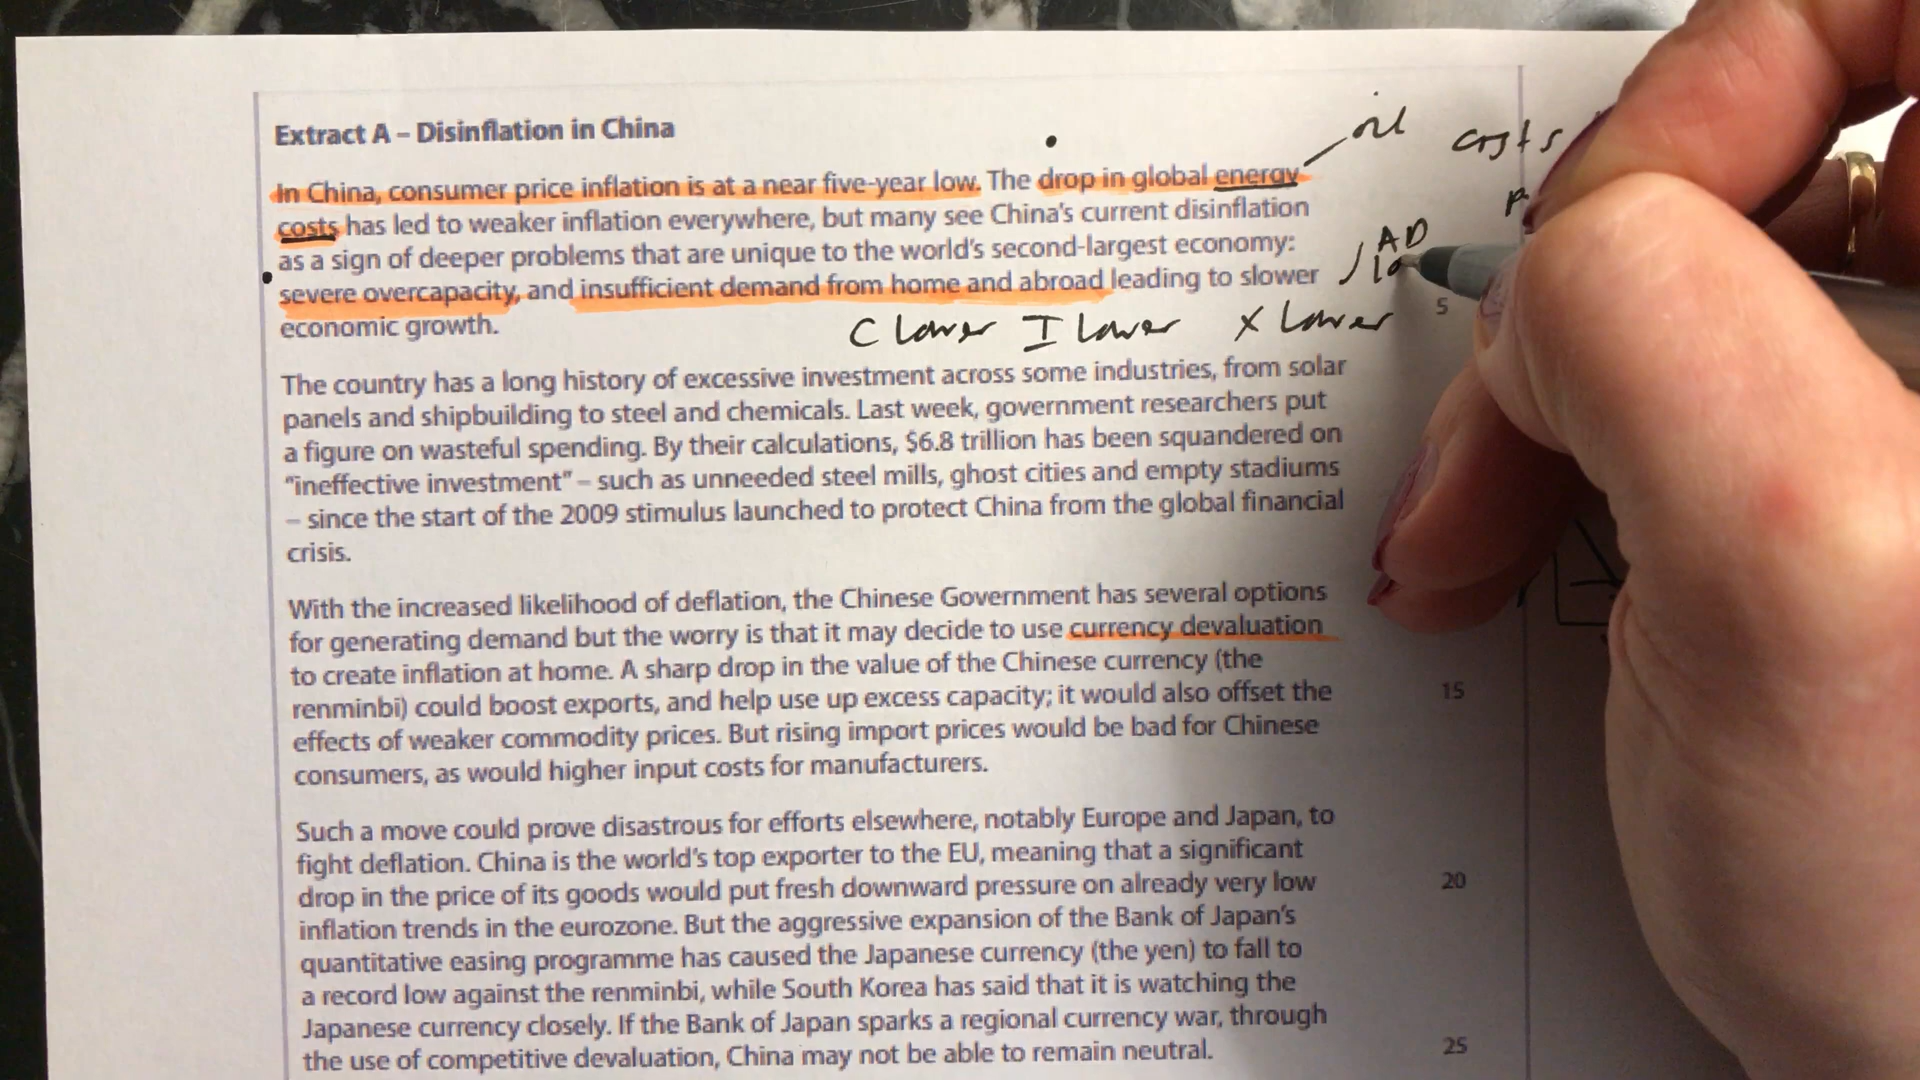 Extract A – Disinflation in China
oil
costs
In China, consumer price inflation is at a near five-year low. The drop in global energy
costs has led to weaker inflation everywhere, but many see China's current disinflation
as a sign of deeper problems that are unique to the world's second-largest economy:
AD
severe overcapacity, and insufficient demand from home and abroad leading to slower
5
economic growth.
C lower I lower X lower
The country has a long history of excessive investment across some industries, from solar
panels and shipbuilding to steel and chemicals. Last week, government researchers put
a figure on wasteful spending. By their calculations, $6.8 trillion has been squandered on
"ineffective investment" – such as unneeded steel mills, ghost cities and empty stadiums
– since the start of the 2009 stimulus launched to protect China from the global financial
crisis.
With the increased likelihood of deflation, the Chinese Government has several options
for generating demand but the worry is that it may decide to use currency devaluation
to create inflation at home. A sharp drop in the value of the Chinese currency (the
renminbi) could boost exports, and help use up excess capacity; it would also offset the
15
effects of weaker commodity prices. But rising import prices would be bad for Chinese
consumers, as would higher input costs for manufacturers.
Such a move could prove disastrous for efforts elsewhere, notably Europe and Japan, to
fight deflation. China is the world's top exporter to the EU, meaning that a significant
drop in the price of its goods would put fresh downward pressure on already very low
20
inflation trends in the eurozone. But the aggressive expansion of the Bank of Japan's
quantitative easing programme has caused the Japanese currency (the yen) to fall to
a record low against the renminbi, while South Korea has said that it is watching the
Japanese currency closely. If the Bank of Japan sparks a regional currency war, through
the use of competitive devaluation, China may not be able to remain neutral.
25